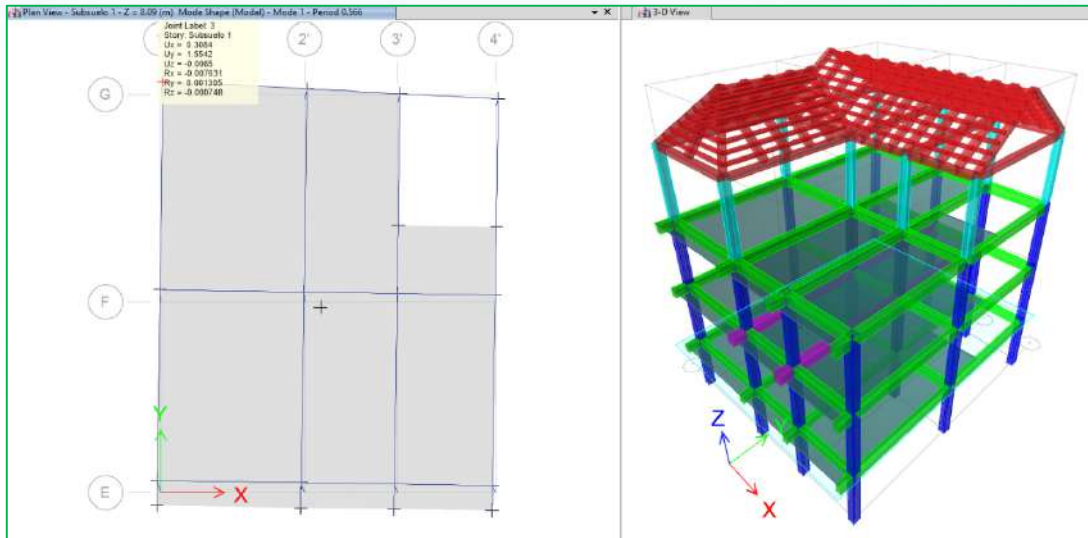 Plan View - Subsuelo 1 - Z = 8.09 (m) Mode Shape (Modal) - Mode 1 - Period 0.566
3-D View
Joint Label: 3
Story: Subsuelo 1
Ux = 0.3084
Uy = 1.5542
Uz = -0.0065
Rx = -0.007631
Ry = 0.001305
Rz = -0.000748
2'
3'
4'
G
F
E
Y
X
Z
X